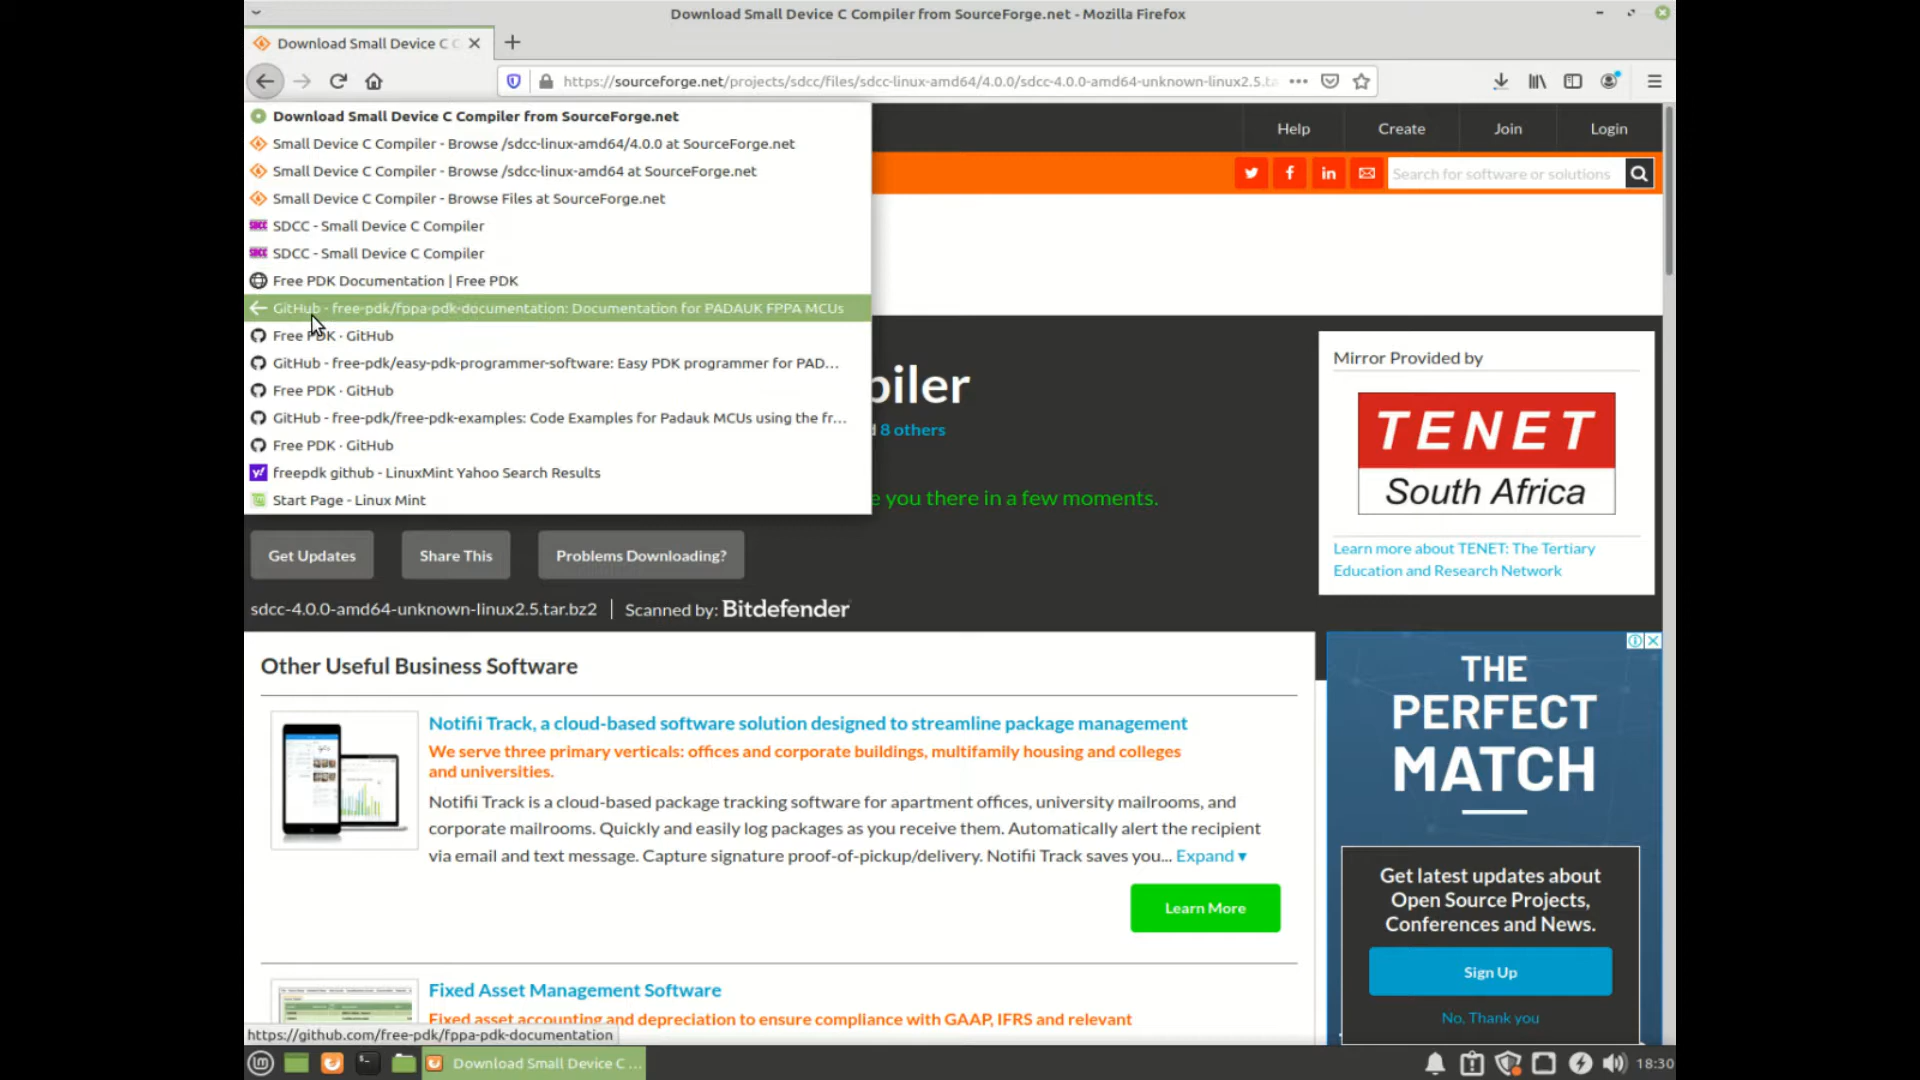 Download Small Device C Compiler from SourceForge.net - Mozilla Firefox
Download Small Device C C
https://sourceforge.net/projects/sdcc/files/sdcc-linux-amd64/4.0.0/sdcc-4.0.0-amd64-unknown-linux2.5.ta
Download Small Device C Compiler from SourceForge.net
Small Device C Compiler - Browse /sdcc-linux-amd64/4.0.0 at SourceForge.net
Small Device C Compiler - Browse /sdcc-linux-amd64 at SourceForge.net
Small Device C Compiler - Browse Files at SourceForge.net
SDCC - Small Device C Compiler
SDCC - Small Device C Compiler
Free PDK Documentation | Free PDK
GitHub - free-pdk/fppa-pdk-documentation: Documentation for PADAUK FPPA MCUs
Free PDK · GitHub
GitHub - free-pdk/easy-pdk-programmer-software: Easy PDK programmer for PAD...
Free PDK · GitHub
GitHub - free-pdk/free-pdk-examples: Code Examples for Padauk MCUs using the fr...
Free PDK · GitHub
freepdk github - LinuxMint Yahoo Search Results
Start Page - Linux Mint
Help Create Join Login
Search for software or solutions
piler
d 8 others
e you there in a few moments.
Mirror Provided by
TENET
South Africa
Learn more about TENET: The Tertiary
Education and Research Network
Get Updates Share This Problems Downloading?
sdcc-4.0.0-amd64-unknown-linux2.5.tar.bz2 | Scanned by: Bitdefender
Other Useful Business Software
Notifii Track, a cloud-based software solution designed to streamline package management
We serve three primary verticals: offices and corporate buildings, multifamily housing and colleges
and universities.
Notifii Track is a cloud-based package tracking software for apartment offices, university mailrooms, and
corporate mailrooms. Quickly and easily log packages as you receive them. Automatically alert the recipient
via email and text message. Capture signature proof-of-pickup/delivery. Notifii Track saves you... Expand ▾
Learn More
Fixed Asset Management Software
Fixed asset accounting and depreciation to ensure compliance with GAAP, IFRS and relevant
THE
PERFECT
MATCH
Get latest updates about
Open Source Projects,
Conferences and News.
Sign Up
No, Thank you
https://github.com/free-pdk/fppa-pdk-documentation
Download Small Device C ...
18:30